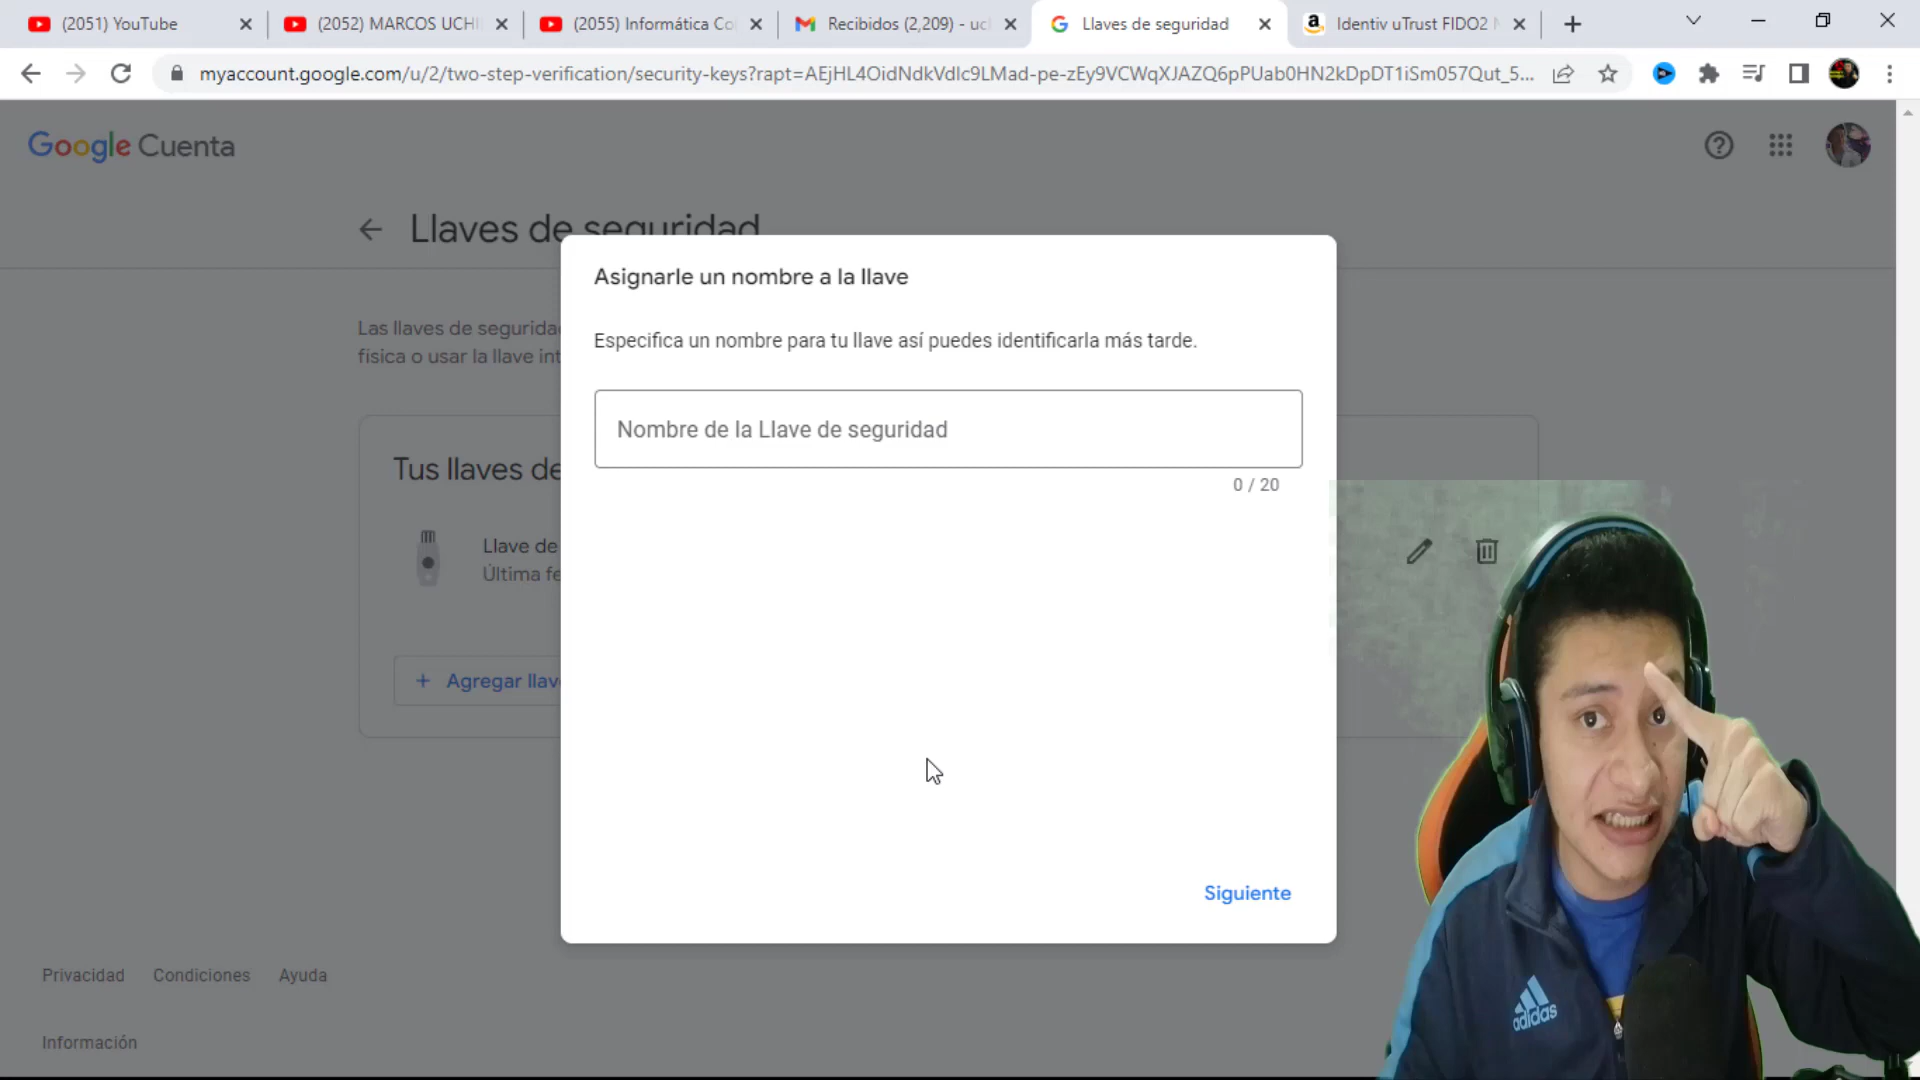 (2051) YouTube
(2052) MARCOS UCHI
(2055) Informática Co
Recibidos (2,209) - uc
Llaves de seguridad
Identiv uTrust FIDO2
myaccount.google.com/u/2/two-step-verification/security-keys?rapt=AEjHL4OidNdkVdlc9LMad-pe-zEy9VCWqXJAZQ6pPUab0HN2kDpDT1iSm057Qut_5...
Google Cuenta
Llaves de seguridad
Asignarle un nombre a la llave
Las llaves de segurida
física o usar la llave int
Especifica un nombre para tu llave así puedes identificarla más tarde.
Nombre de la Llave de seguridad
0 / 20
Tus llaves de
Llave de
Última fe
+ Agregar llav
Siguiente
Privacidad Condiciones Ayuda
Información
adidas